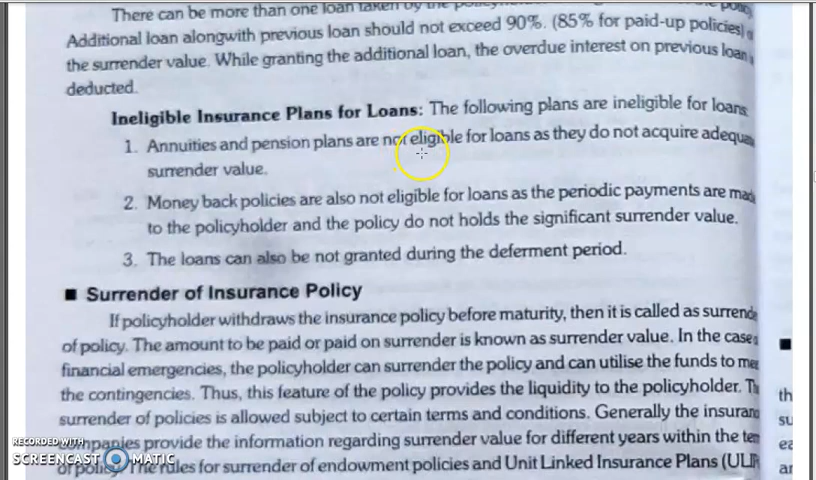 There can be more than one loan taken by the
Additional loan alongwith previous loan should not exceed 90%. (85% for paid-up policies)
the surrender value. While granting the additional loan, the overdue interest on previous loan
deducted.
Ineligible Insurance Plans for Loans: The following plans are ineligible for loans
1. Annuities and pension plans are not eligible for loans as they do not acquire adequa
surrender value.
2. Money back policies are also not eligible for loans as the periodic payments are mad
to the policyholder and the policy do not holds the significant surrender value.
3. The loans can also be not granted during the deferment period.
■ Surrender of Insurance Policy
If policyholder withdraws the insurance policy before maturity, then it is called as surrende
of policy. The amount to be paid or paid on surrender is known as surrender value. In the case
financial emergencies, the policyholder can surrender the policy and can utilise the funds to me
the contingencies. Thus, this feature of the policy provides the liquidity to the policyholder. T
surrender of policies is allowed subject to certain terms and conditions. Generally the insuran
companies provide the information regarding surrender value for different years within the te
of policy. The rules for surrender of endowment policies and Unit Linked Insurance Plans (ULIP
RECORDED WITH
SCREENCAST MATIC
th
su
ea
ar